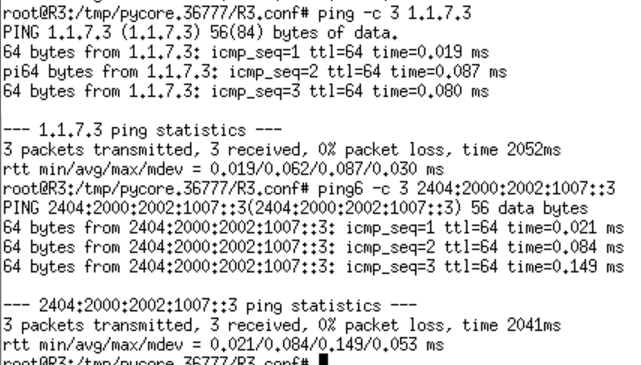 root@R3:/tmp/pycore.36777/R3.conf# ping -c 3 1.1.7.3
PING 1.1.7.3 (1.1.7.3) 56(84) bytes of data.
64 bytes from 1.1.7.3: icmp_seq=1 ttl=64 time=0.019 ms
pi64 bytes from 1.1.7.3: icmp_seq=2 ttl=64 time=0.087 ms
64 bytes from 1.1.7.3: icmp_seq=3 ttl=64 time=0.080 ms
--- 1.1.7.3 ping statistics ---
3 packets transmitted, 3 received, 0% packet loss, time 2052ms
rtt min/avg/max/mdev = 0.019/0.062/0.087/0.030 ms
root@R3:/tmp/pycore.36777/R3.conf# ping6 -c 3 2404:2000:2002:1007::3
PING 2404:2000:2002:1007::3(2404:2000:2002:1007::3) 56 data bytes
64 bytes from 2404:2000:2002:1007::3: icmp_seq=1 ttl=64 time=0.021 ms
64 bytes from 2404:2000:2002:1007::3: icmp_seq=2 ttl=64 time=0.084 ms
64 bytes from 2404:2000:2002:1007::3: icmp_seq=3 ttl=64 time=0.149 ms
--- 2404:2000:2002:1007::3 ping statistics ---
3 packets transmitted, 3 received, 0% packet loss, time 2041ms
rtt min/avg/max/mdev = 0.021/0.084/0.149/0.053 ms
root@R3:/tmp/pycore.36777/R3.conf#